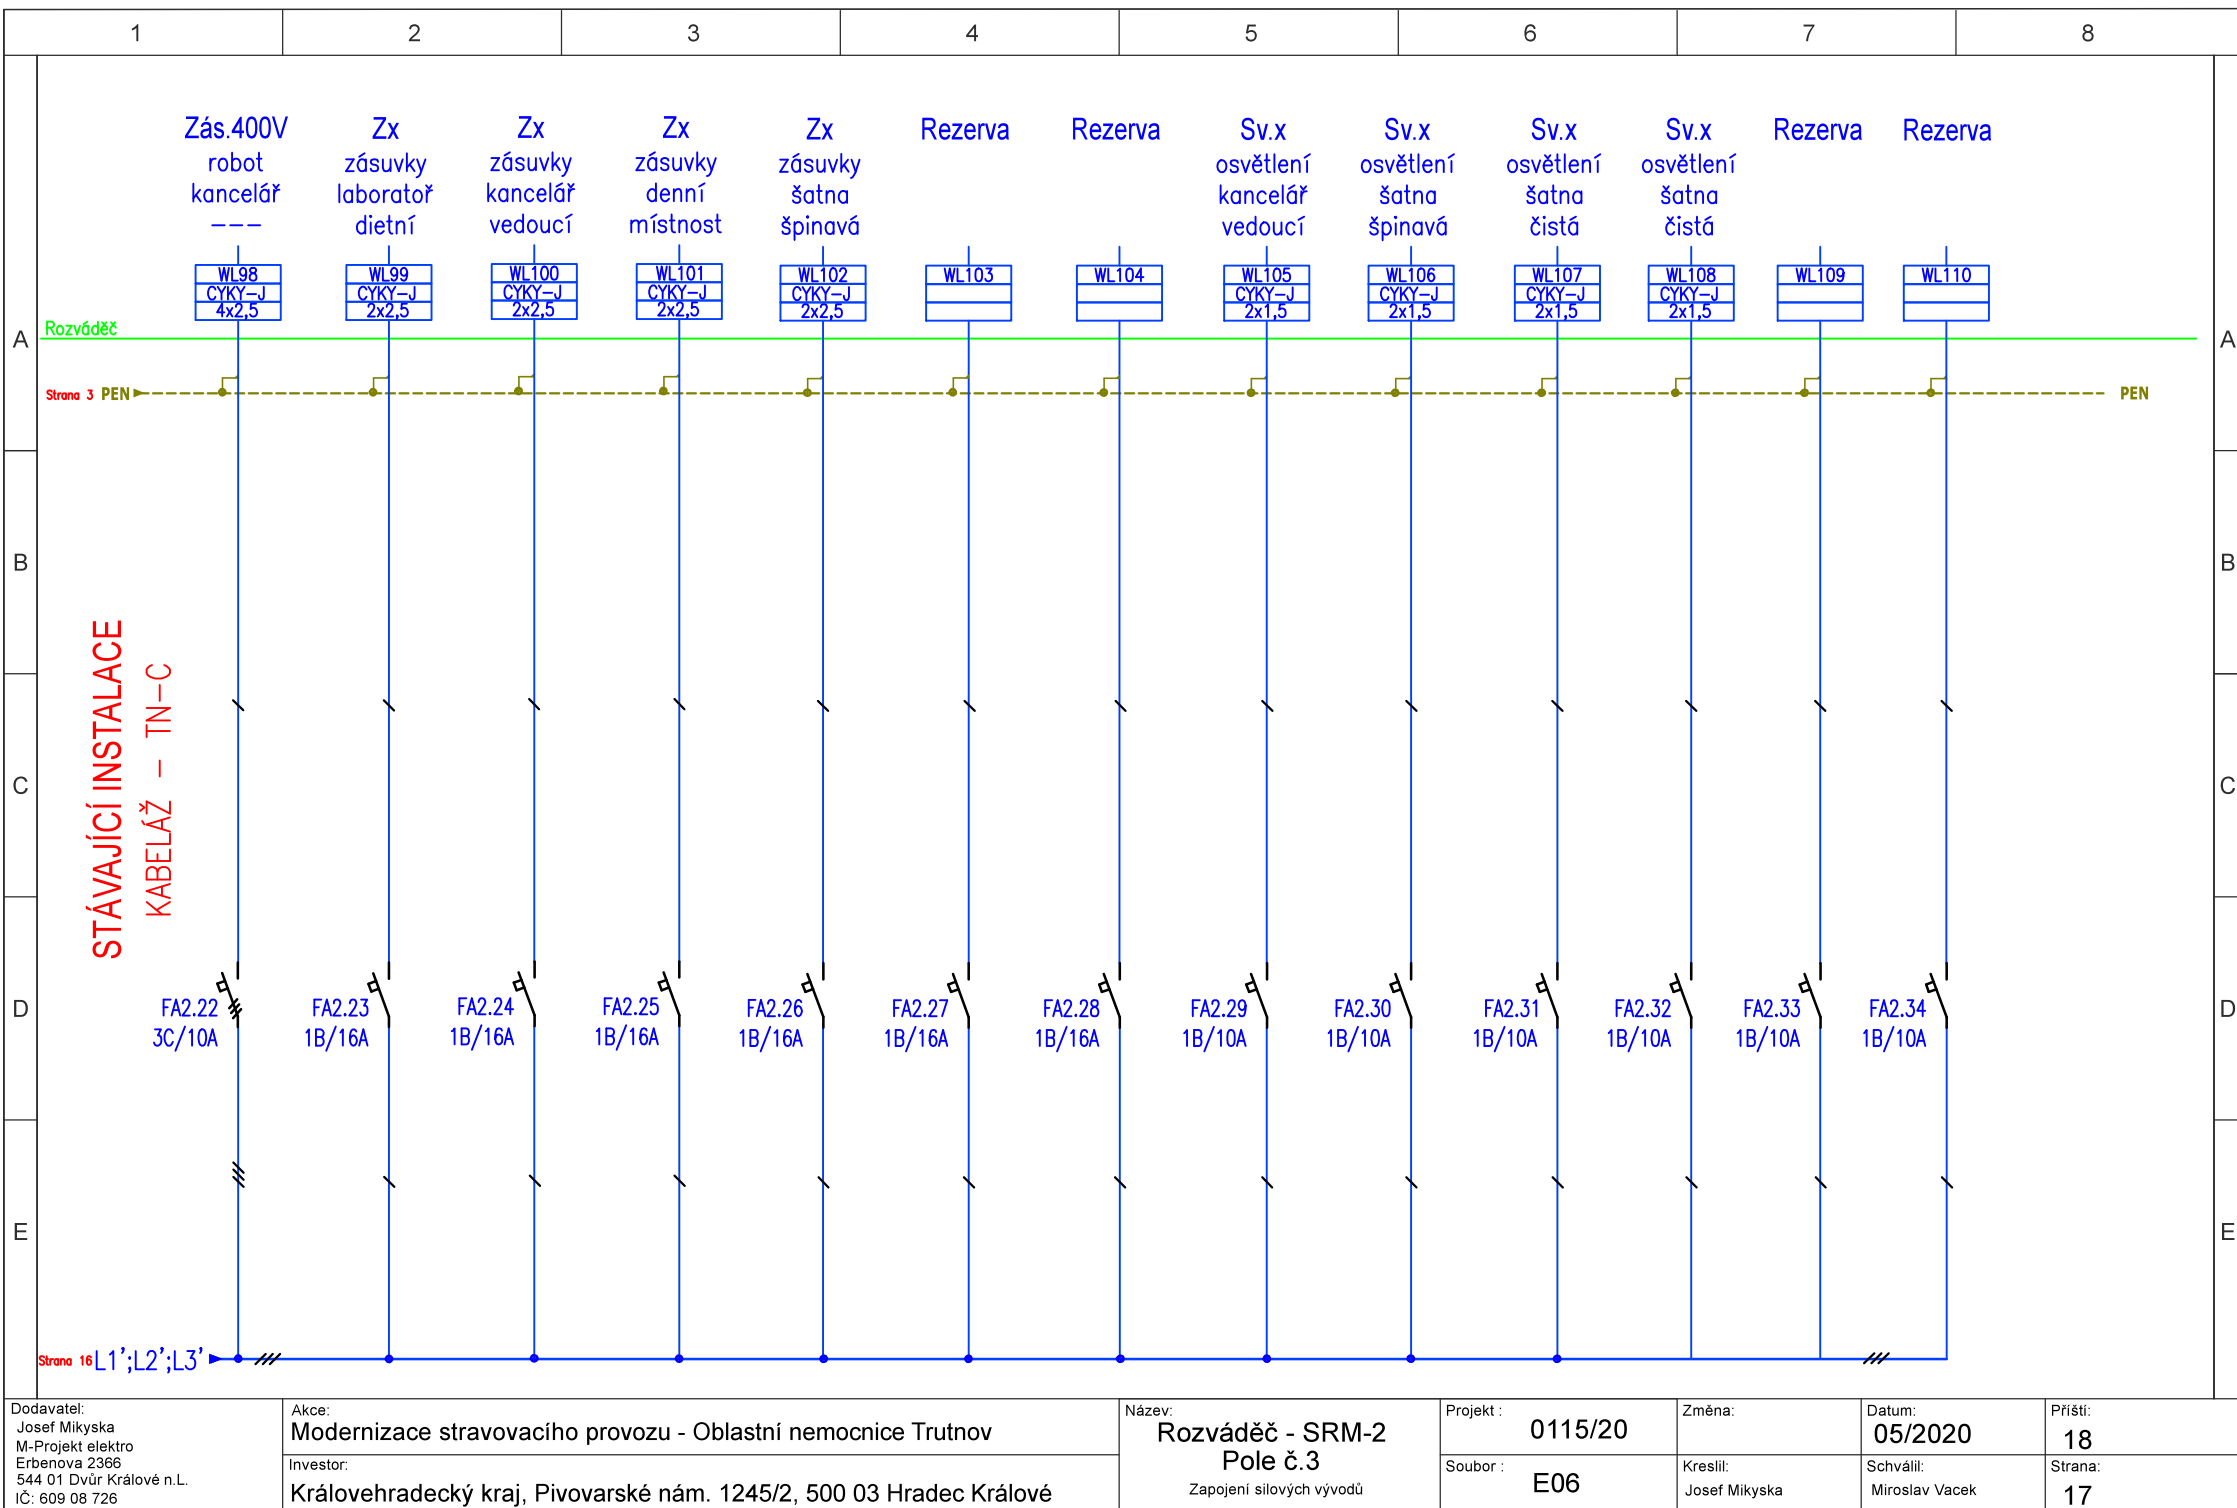 1 2 3 4 5 6 7 8
Zás.400V Zx Zx Zx Zx Rezerva Rezerva Sv.x Sv.x Sv.x Sv.x Rezerva Rezerva
robot zásuvky zásuvky zásuvky zásuvky osvětlení osvětlení osvětlení osvětlení
kancelář laboratoř kancelář denní šatna kancelář šatna šatna šatna
--- dietní vedoucí místnost špinavá vedoucí špinavá čistá čistá
WL98 WL99 WL100 WL101 WL102 WL103 WL104 WL105 WL106 WL107 WL108 WL109 WL110
CYKY-J CYKY-J CYKY-J CYKY-J CYKY-J CYKY-J CYKY-J CYKY-J CYKY-J
4x2,5 2x2,5 2x2,5 2x2,5 2x2,5 2x1,5 2x1,5 2x1,5 2x1,5
Rozváděč
A A
Strana 3 PEN PEN
B B
STÁVAJÍCÍ INSTALACE
KABELÁŽ - TN-C
C C
D D
FA2.22 FA2.23 FA2.24 FA2.25 FA2.26 FA2.27 FA2.28 FA2.29 FA2.30 FA2.31 FA2.32 FA2.33 FA2.34
3C/10A 1B/16A 1B/16A 1B/16A 1B/16A 1B/16A 1B/16A 1B/10A 1B/10A 1B/10A 1B/10A 1B/10A 1B/10A
E E
Strana 16 L1';L2';L3'
Dodavatel:
Josef Mikyska
M-Projekt elektro
Erbenova 2366
544 01 Dvůr Králové n.L.
IČ: 609 08 726
Akce:
Modernizace stravovacího provozu - Oblastní nemocnice Trutnov
Investor:
Královehradecký kraj, Pivovarské nám. 1245/2, 500 03 Hradec Králové
Název:
Rozváděč - SRM-2
Pole č.3
Zapojení silových vývodů
Projekt :
0115/20
Soubor :
E06
Změna:
Kreslil:
Josef Mikyska
Datum:
05/2020
Schválil:
Miroslav Vacek
Příští:
18
Strana:
17